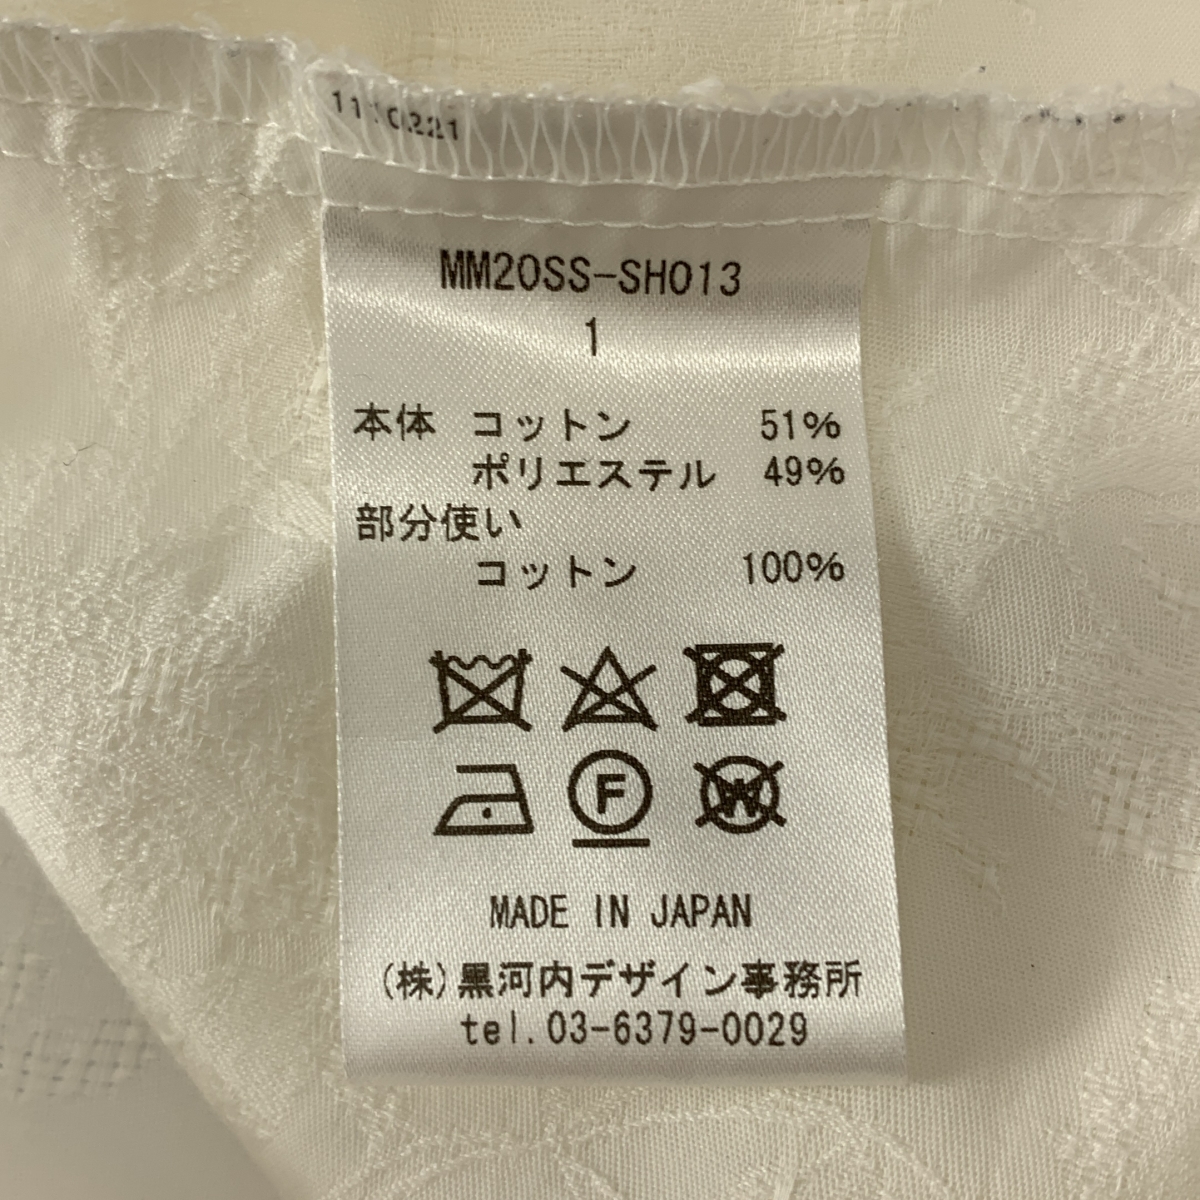 MM20SS-SH013
1
本体 コットン 51%
ポリエステル 49%
部分使い
コットン 100%
F
W
MADE IN JAPAN
(株)黒河内デザイン事務所
tel.03-6379-0029